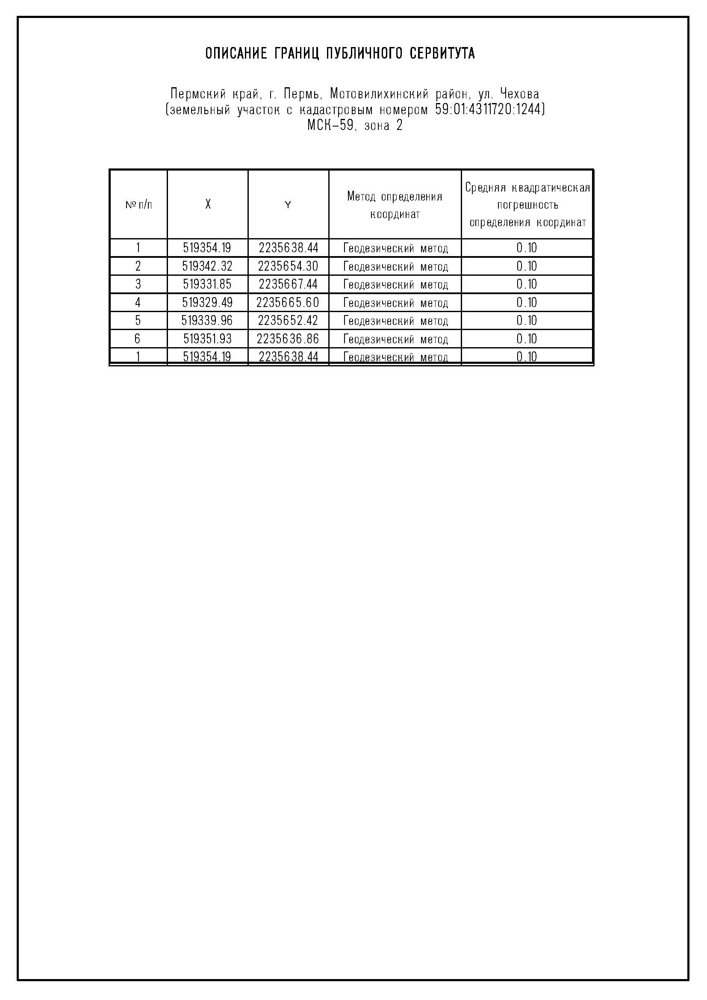 ОПИСАНИЕ ГРАНИЦ ПУБЛИЧНОГО СЕРВИТУТА
Пермский край, г. Пермь, Мотовилихинский район, ул. Чехова
(земельный участок с кадастровым номером 59:01:4311720:1244)
МСК-59, зона 2
№ п/п X Y Метод определения координат Средняя квадратическая погрешность определения координат
1 519354.19 2235638.44 Геодезический метод 0.10
2 519342.32 2235654.30 Геодезический метод 0.10
3 519331.85 2235667.44 Геодезический метод 0.10
4 519329.49 2235665.60 Геодезический метод 0.10
5 519339.96 2235652.42 Геодезический метод 0.10
6 519351.93 2235636.86 Геодезический метод 0.10
1 519354.19 2235638.44 Геодезический метод 0.10